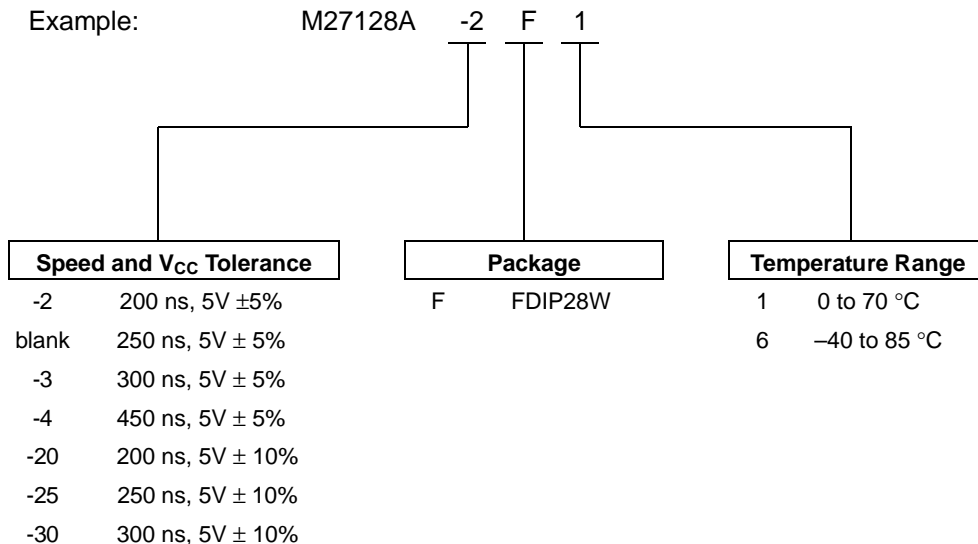 Example: M27128A -2 F 1
Speed and VCC Tolerance
-2 200 ns, 5V ±5%
blank 250 ns, 5V ± 5%
-3 300 ns, 5V ± 5%
-4 450 ns, 5V ± 5%
-20 200 ns, 5V ± 10%
-25 250 ns, 5V ± 10%
-30 300 ns, 5V ± 10%
Package
F FDIP28W
Temperature Range
1 0 to 70 °C
6 –40 to 85 °C